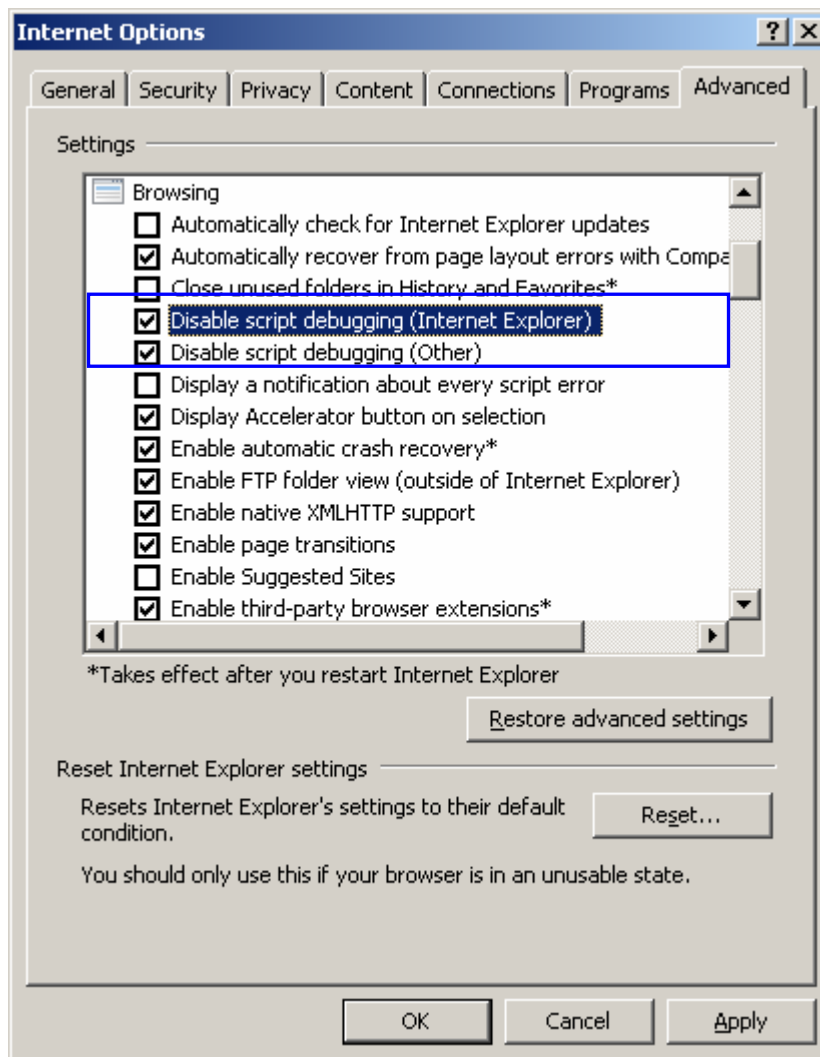 Internet Options
General Security Privacy Content Connections Programs Advanced
Settings
Browsing
Automatically check for Internet Explorer updates
Automatically recover from page layout errors with Compa
Close unused folders in History and Favorites*
Disable script debugging (Internet Explorer)
Disable script debugging (Other)
Display a notification about every script error
Display Accelerator button on selection
Enable automatic crash recovery*
Enable FTP folder view (outside of Internet Explorer)
Enable native XMLHTTP support
Enable page transitions
Enable Suggested Sites
Enable third-party browser extensions*
*Takes effect after you restart Internet Explorer
Restore advanced settings
Reset Internet Explorer settings
Resets Internet Explorer's settings to their default
condition.
Reset...
You should only use this if your browser is in an unusable state.
OK Cancel Apply